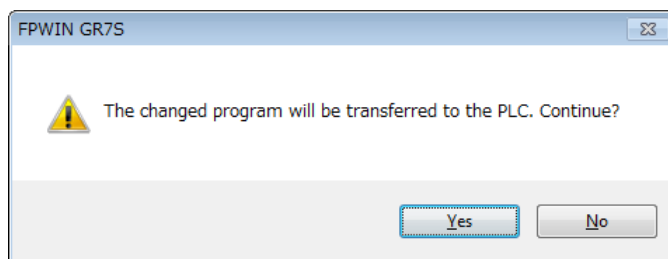 FPWIN GR7S
The changed program will be transferred to the PLC. Continue?
Yes
No